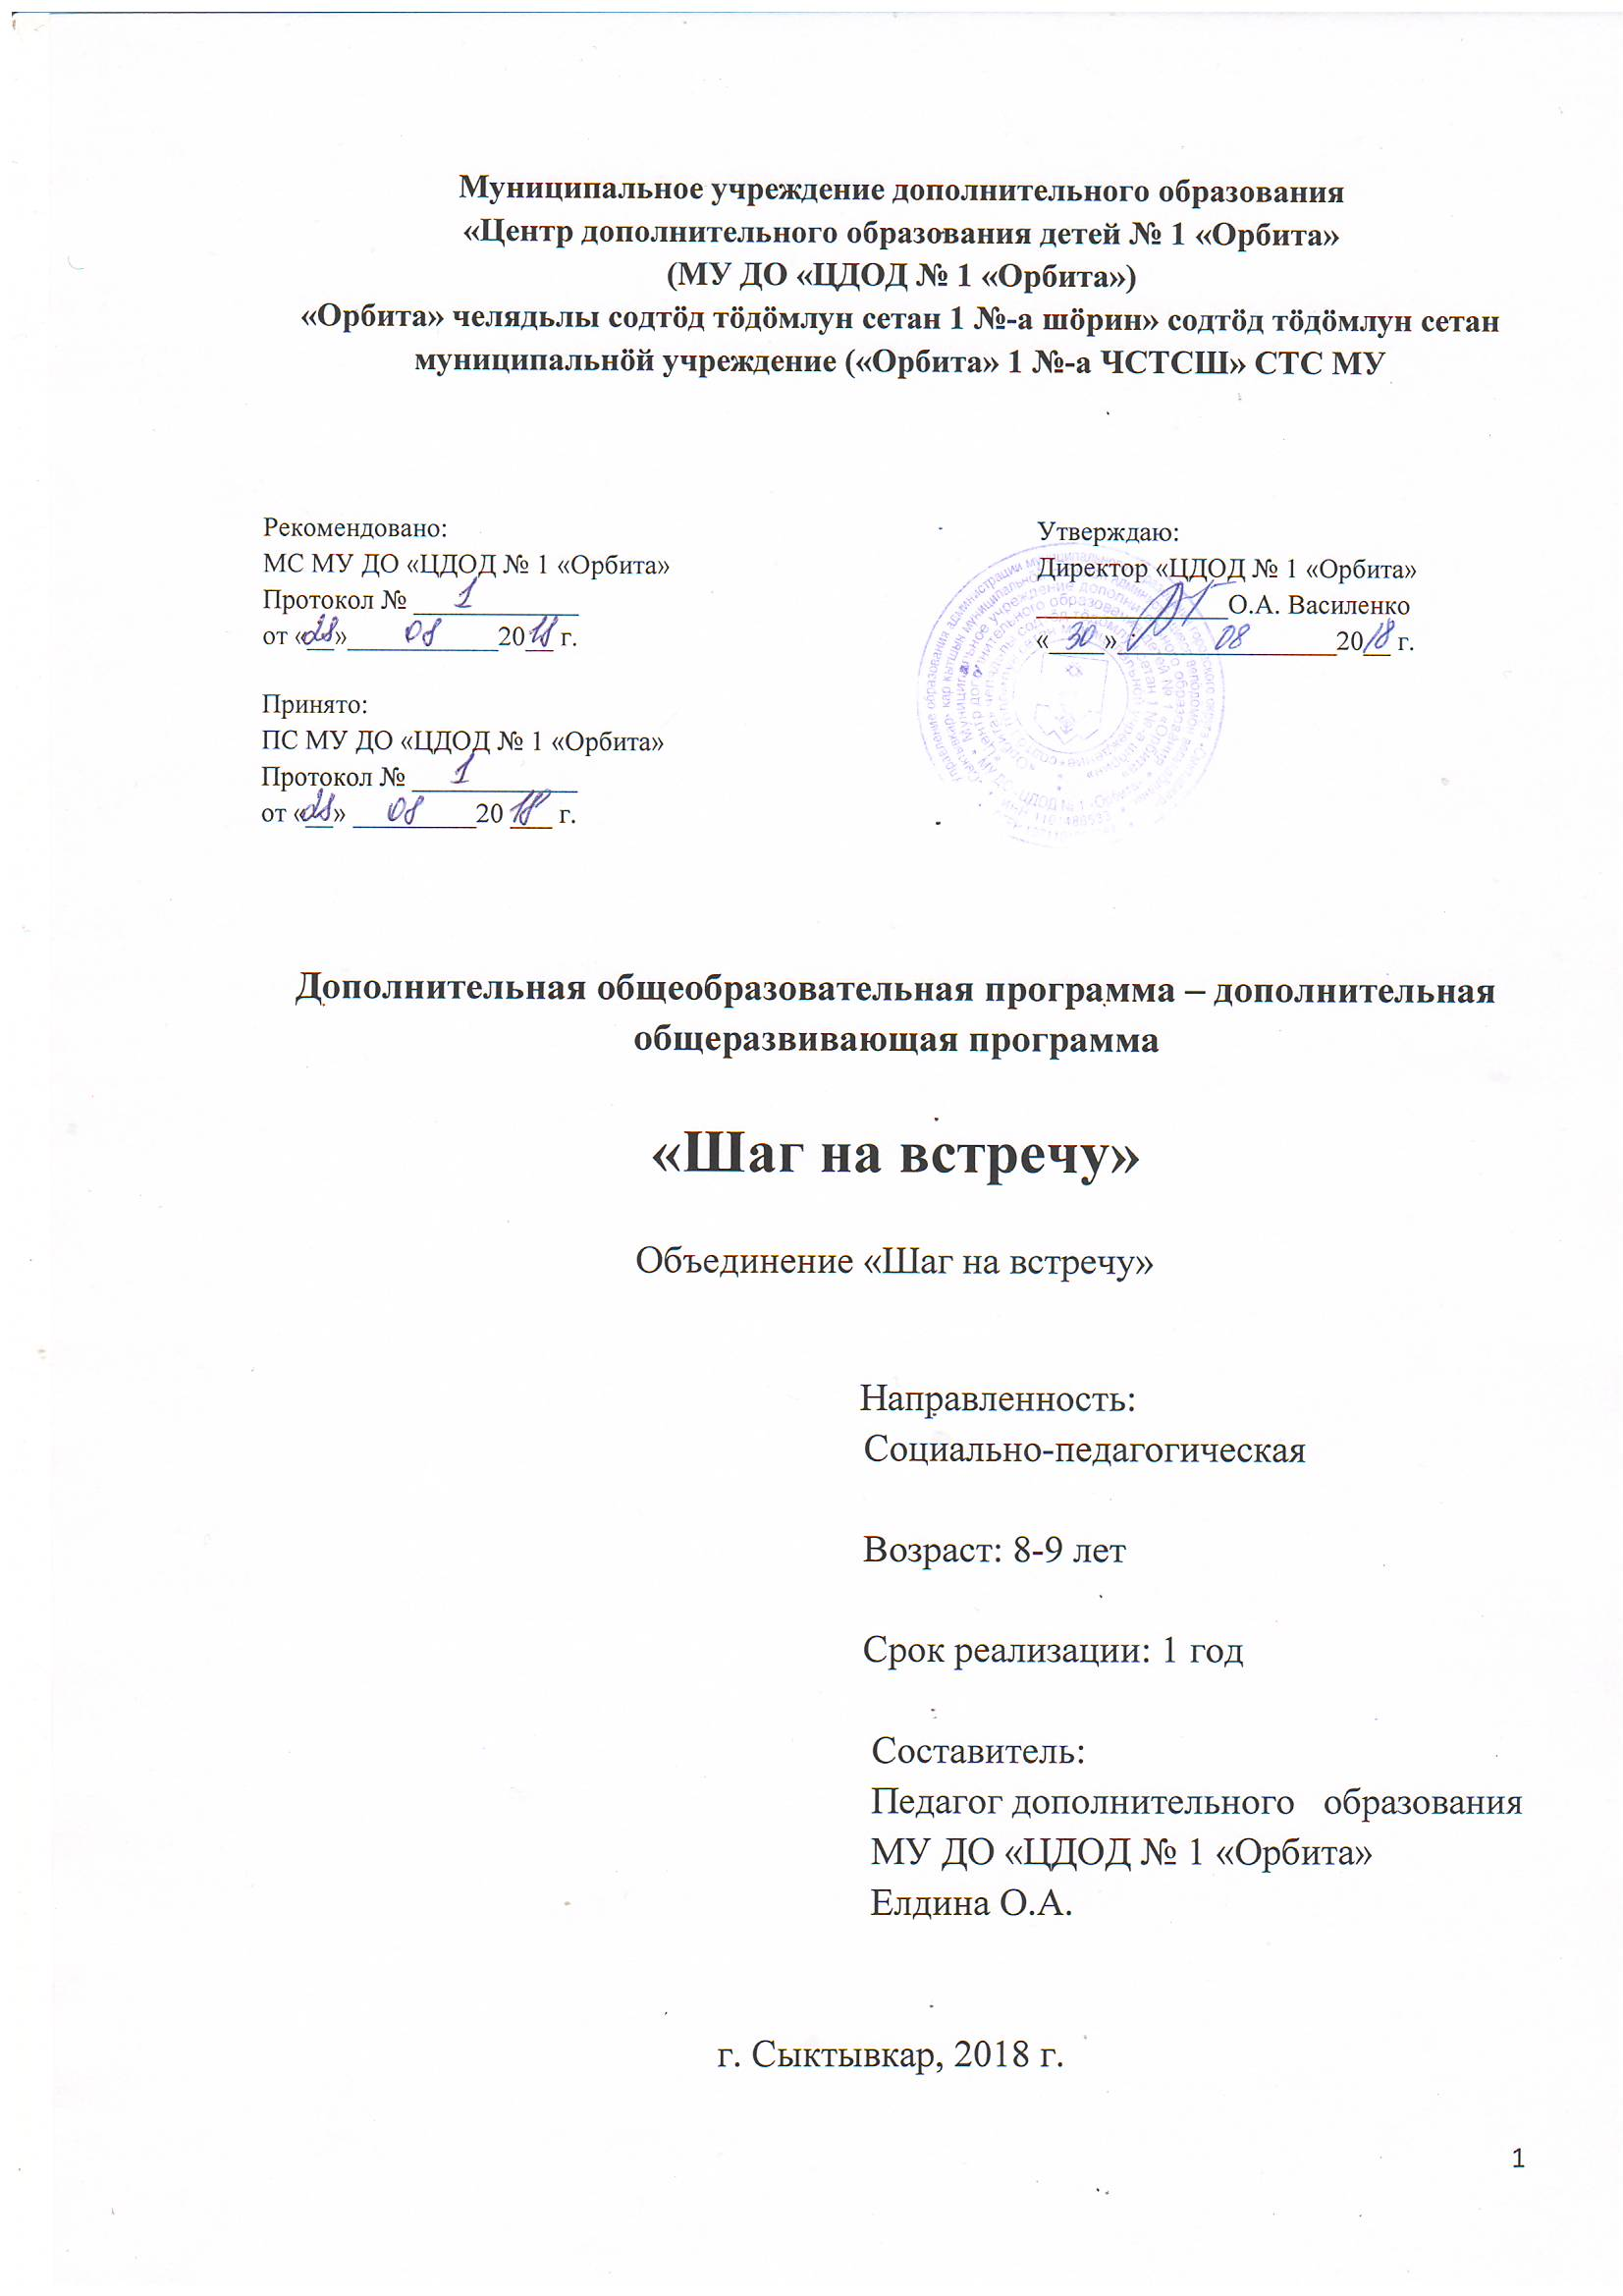 Муниципальное учреждение дополнительного образования
«Центр дополнительного образования детей № 1 «Орбита»
(МУ ДО «ЦДОД № 1 «Орбита»)
«Орбита» челядьлы содтӧд тӧдӧмлун сетан 1 №-а шӧрин» содтӧд тӧдӧмлун сетан
муниципальнӧй учреждение («Орбита» 1 №-а ЧСТСШ» СТС МУ
Рекомендовано:
МС МУ ДО «ЦДОД № 1 «Орбита»
Протокол № 1
от «28» 08 2018 г.
Утверждаю:
Директор «ЦДОД № 1 «Орбита»
О.А. Василенко
«30» 08 2018 г.
Принято:
ПС МУ ДО «ЦДОД № 1 «Орбита»
Протокол № 1
от «28» 08 2018 г.
Дополнительная общеобразовательная программа – дополнительная
общеразвивающая программа
«Шаг на встречу»
Объединение «Шаг на встречу»
Направленность:
Социально-педагогическая
Возраст: 8-9 лет
Срок реализации: 1 год
Составитель:
Педагог дополнительного образования
МУ ДО «ЦДОД № 1 «Орбита»
Елдина О.А.
г. Сыктывкар, 2018 г.
1